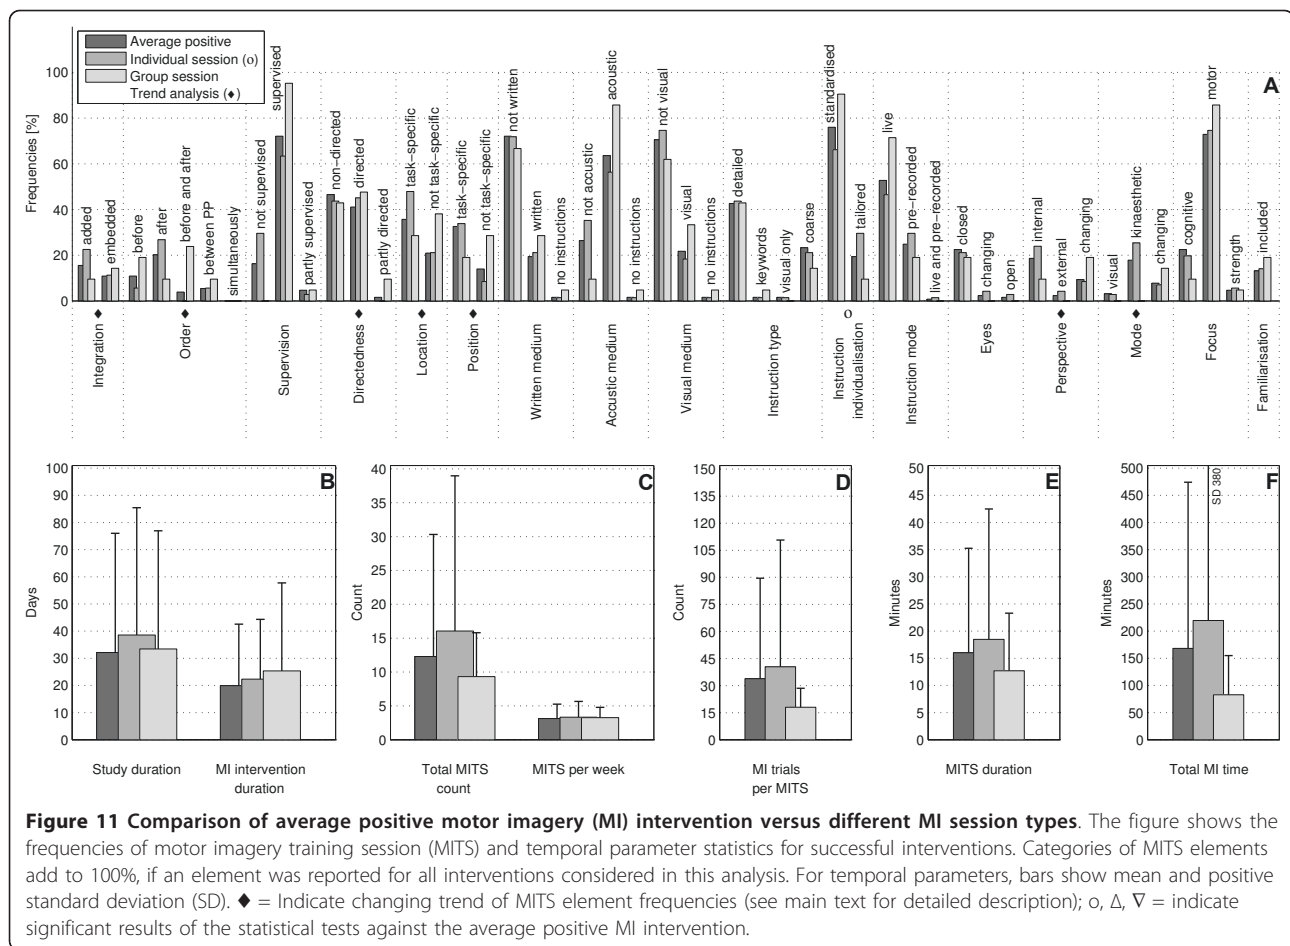 Average positive
Individual session (o)
Group session
Trend analysis (♦)
A
Frequencies [%]
100
80
60
40
20
0
added
embedded
before
after
before and after
between PP
simultaneously
not supervised
supervised
partly supervised
non−directed
directed
partly directed
task−specific
not task−specific
task−specific
not task−specific
not written
written
no instructions
not acoustic
acoustic
no instructions
not visual
visual
no instructions
detailed
keywords
visual only
coarse
standardised
tailored
live
pre−recorded
live and pre−recorded
closed
changing
open
internal
external
changing
visual
knaesthetic
changing
cognitive
motor
strength
included
♦ ♦ ♦ ♦ ♦ o ♦ ♦
Integration
Order
Supervision
Directedness
Location
Position
Written medium
Accustic medium
Visual medium
Instruction type
Instruction
individualisation
Instruction mode
Eyes
Perspective
Mode
Focus
Familiarisation
B
Days
100
90
80
70
60
50
40
30
20
10
0
Study duration
MI intervention
duration
C
Count
40
35
30
25
20
15
10
5
0
Total MITS
count
MITS per week
D
Count
150
135
120
105
90
75
60
45
30
15
0
MI trials
per MITS
E
Minutes
50
45
40
35
30
25
20
15
10
5
0
MITS duration
F
Minutes
500
450
400
350
300
250
200
150
100
50
0
SD 380
Total MI time
Figure 11 Comparison of average positive motor imagery (MI) intervention versus different MI session types. The figure shows the
frequencies of motor imagery training session (MITS) and temporal parameter statistics for successful interventions. Categories of MITS elements
add to 100%, if an element was reported for all interventions considered in this analysis. For temporal parameters, bars show mean and positive
standard deviation (SD). ♦ = Indicate changing trend of MITS element frequencies (see main text for detailed description); o, Δ, ∇ = indicate
significant results of the statistical tests against the average positive MI intervention.